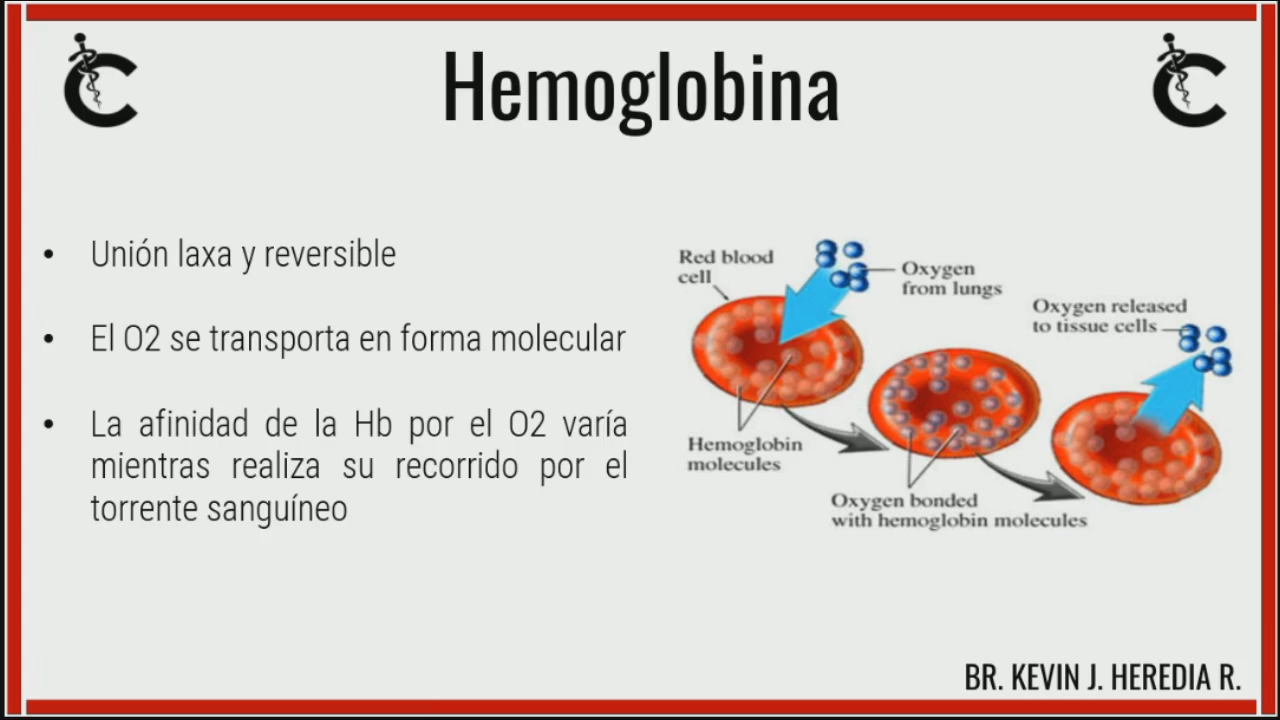 Hemoglobina
• Unión laxa y reversible
• El O2 se transporta en forma molecular
• La afinidad de la Hb por el O2 varía
mientras realiza su recorrido por el
torrente sanguíneo
Red blood
cell
Oxygen
from lungs
Oxygen released
to tissue cells
Hemoglobin
molecules
Oxygen bonded
with hemoglobin molecules
BR. KEVIN J. HEREDIA R.